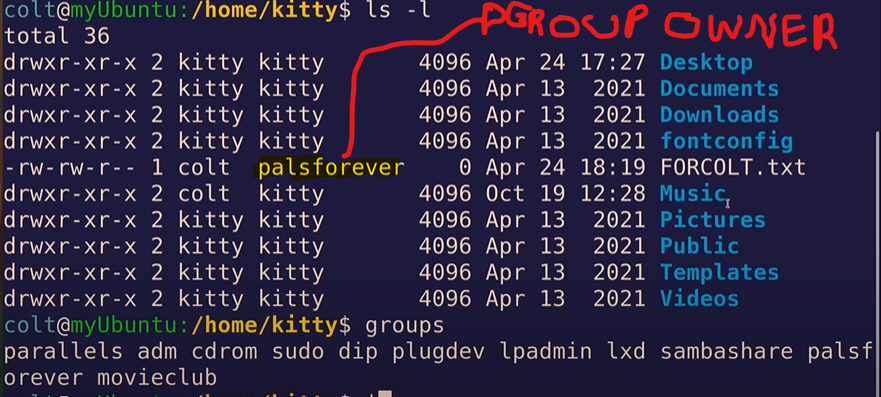 colt@myUbuntu:/home/kitty$ ls -l
GROUP OWNER
total 36
drwxr-xr-x 2 kitty kitty 4096 Apr 24 17:27 Desktop
drwxr-xr-x 2 kitty kitty 4096 Apr 13 2021 Documents
drwxr-xr-x 2 kitty kitty 4096 Apr 13 2021 Downloads
drwxr-xr-x 2 kitty kitty 4096 Apr 13 2021 fontconfig
-rw-rw-r-- 1 colt palsforever 0 Apr 24 18:19 FORCOLT.txt
drwxr-xr-x 2 colt kitty 4096 Oct 19 12:28 Music
drwxr-xr-x 2 kitty kitty 4096 Apr 13 2021 Pictures
drwxr-xr-x 2 kitty kitty 4096 Apr 13 2021 Public
drwxr-xr-x 2 kitty kitty 4096 Apr 13 2021 Templates
drwxr-xr-x 2 kitty kitty 4096 Apr 13 2021 Videos
colt@myUbuntu:/home/kitty$ groups
parallels adm cdrom sudo dip plugdev lpadmin lxd sambashare palsf
orever movieclub